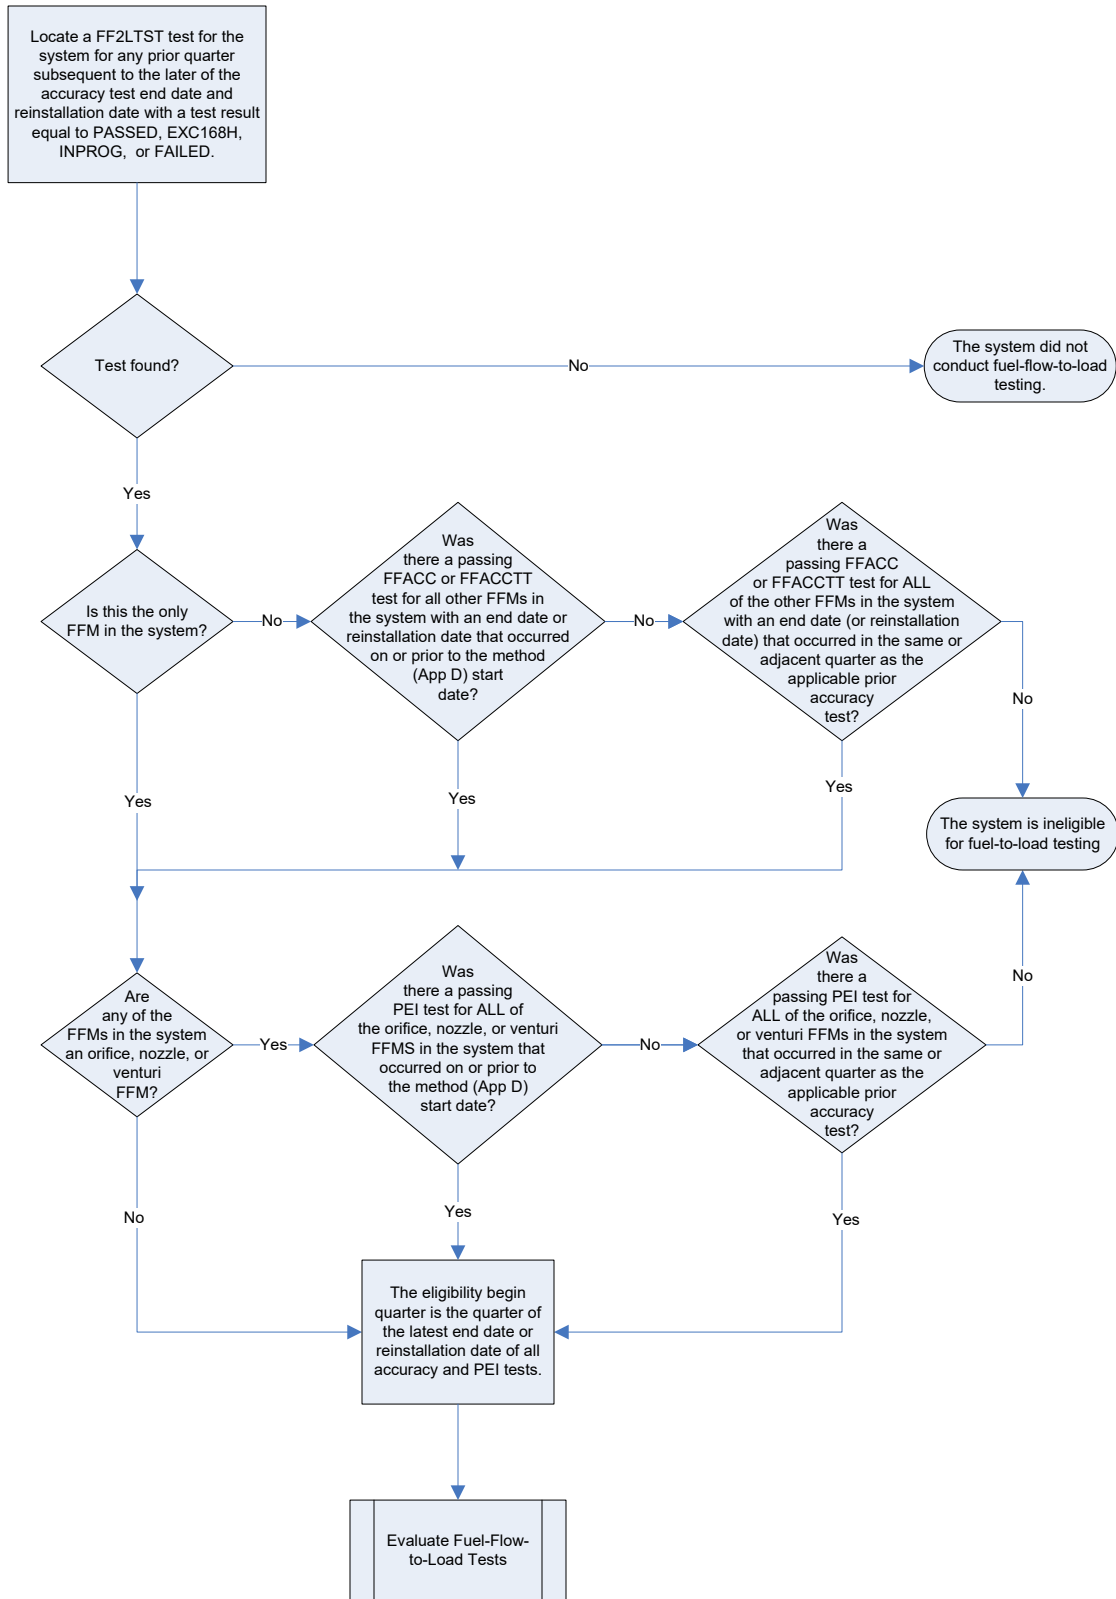 Locate a FF2LTST test for the
system for any prior quarter
subsequent to the later of the
accuracy test end date and
reinstallation date with a test result
equal to PASSED, EXC168H,
INPROG, or FAILED.
Test found?
No
The system did not
conduct fuel-flow-to-load
testing.
Yes
Is this the only
FFM in the system?
No
Was
there a passing
FFACC or FFACCTT
test for all other FFMs in
the system with an end date or
reinstallation date that occurred
on or prior to the method
(App D) start
date?
No
Was
there a
passing FFACC
or FFACCTT test for ALL
of the other FFMs in the system
with an end date (or reinstallation
date) that occurred in the same or
adjacent quarter as the
applicable prior
accuracy
test?
No
Yes
Yes
Yes
The system is ineligible
for fuel-to-load testing
Are
any of the
FFMs in the system
an orifice, nozzle, or
venturi
FFM?
Yes
Was
there a passing
PEI test for ALL of
the orifice, nozzle, or venturi
FFMS in the system that
occurred on or prior to
the method (App D)
start date?
No
Was
there a
passing PEI test for
ALL of the orifice, nozzle,
or venturi FFMs in the system
that occurred in the same or
adjacent quarter as the
applicable prior
accuracy
test?
No
No
Yes
Yes
The eligibility begin
quarter is the quarter of
the latest end date or
reinstallation date of all
accuracy and PEI tests.
Evaluate Fuel-Flow-
to-Load Tests